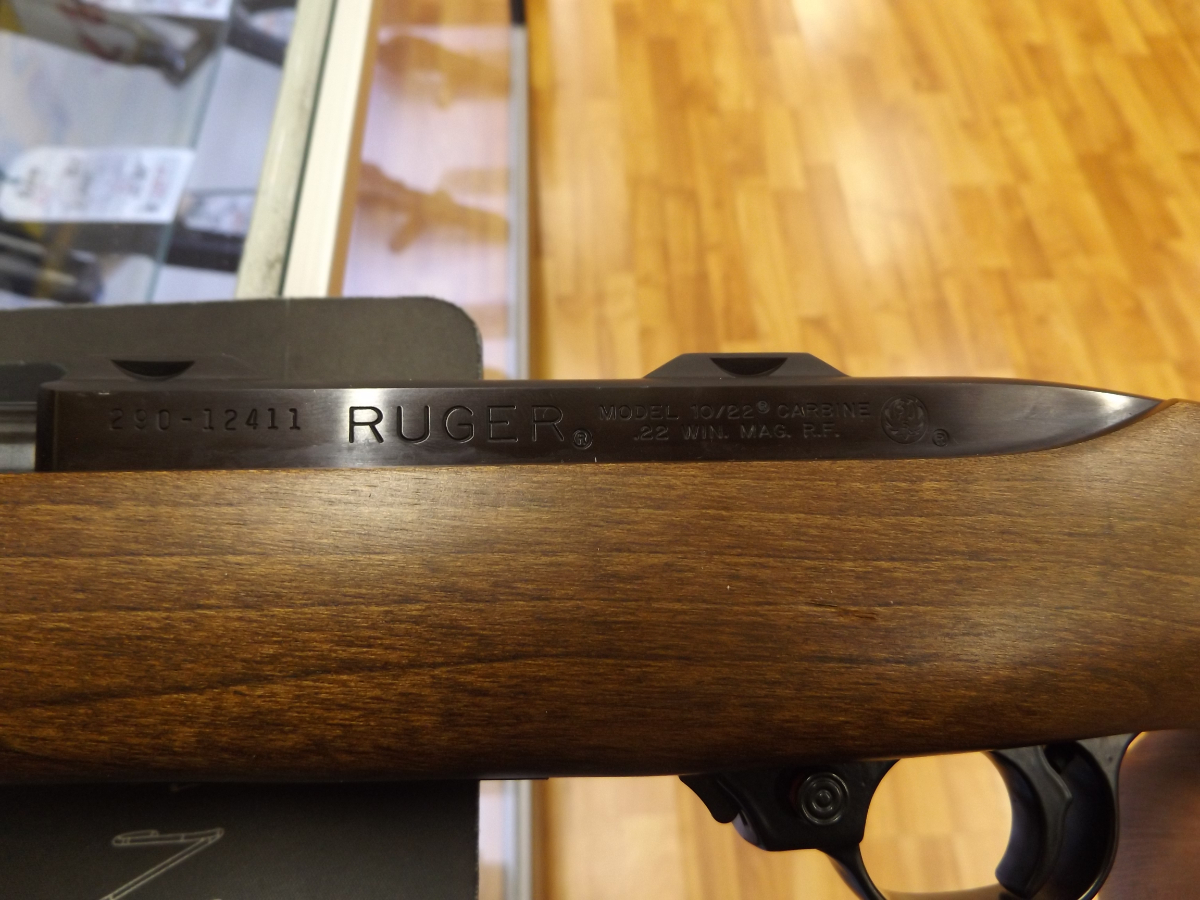 290-12411 RUGER®
MODEL 10/22® CARBINE
.22 WIN. MAG. R.F. ®